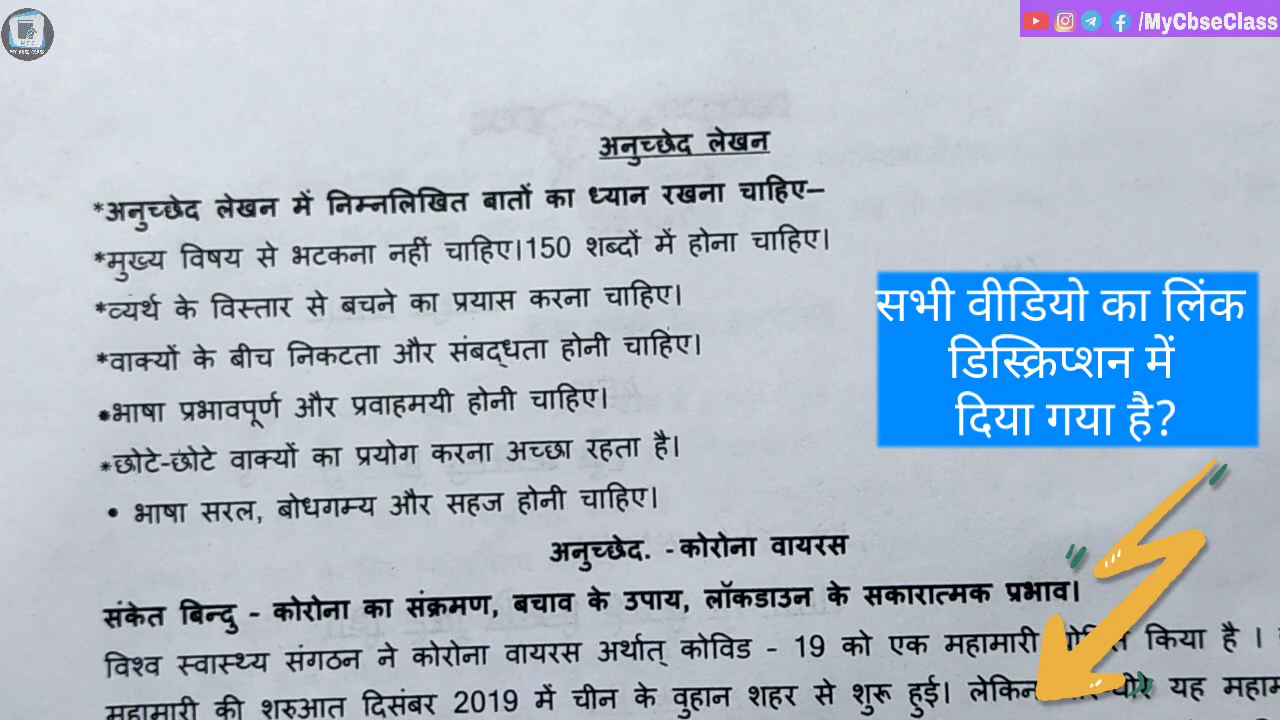 /MyCbseClass
MY CBSE CLASS
अनुच्छेद लेखन
*अनुच्छेद लेखन में निम्नलिखित बातों का ध्यान रखना चाहिए–
*मुख्य विषय से भटकना नहीं चाहिए।150 शब्दों में होना चाहिए।
*व्यर्थ के विस्तार से बचने का प्रयास करना चाहिए।
*वाक्यों के बीच निकटता और संबद्धता होनी चाहिए।
•भाषा प्रभावपूर्ण और प्रवाहमयी होनी चाहिए।
*छोटे-छोटे वाक्यों का प्रयोग करना अच्छा रहता है।
• भाषा सरल, बोधगम्य और सहज होनी चाहिए।
सभी वीडियो का लिंक
डिस्क्रिप्शन में
दिया गया है?
अनुच्छेद. -कोरोना वायरस
संकेत बिन्दु - कोरोना का संक्रमण, बचाव के उपाय, लॉकडाउन के सकारात्मक प्रभाव।
विश्व स्वास्थ्य संगठन ने कोरोना वायरस अर्थात् कोविड - 19 को एक महामारी किया है ।
महामारी की शुरुआत दिसंबर 2019 में चीन के वुहान शहर से शुरू हुई। लेकिन यह